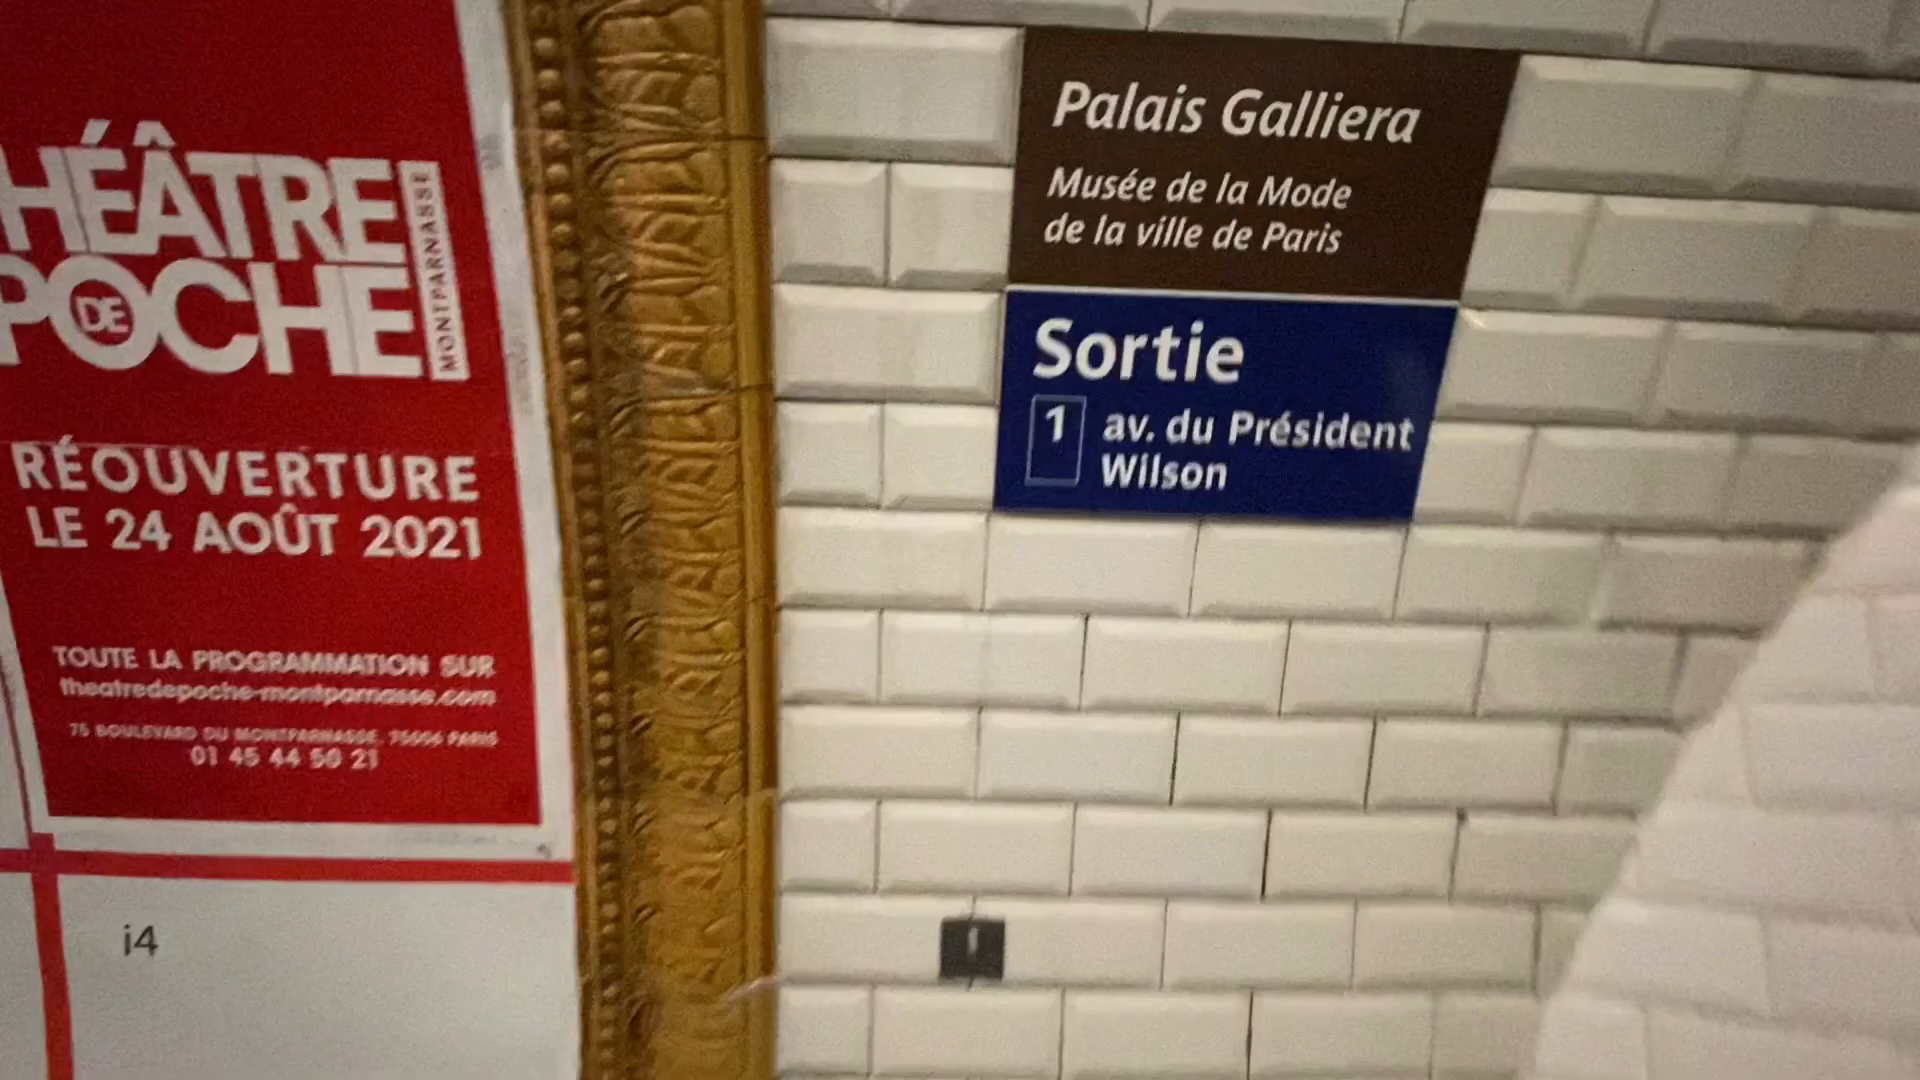 THÉÂTRE
DE
POCHE
MONTPARNASSE
RÉOUVERTURE
LE 24 AOÛT 2021
TOUTE LA PROGRAMMATION SUR
theatredepoche-montparnasse.com
75 BOULEVARD DU MONTPARNASSE, 75006 PARIS
01 45 44 50 21
i4
Palais Galliera
Musée de la Mode
de la ville de Paris
Sortie
1 av. du Président
Wilson
1